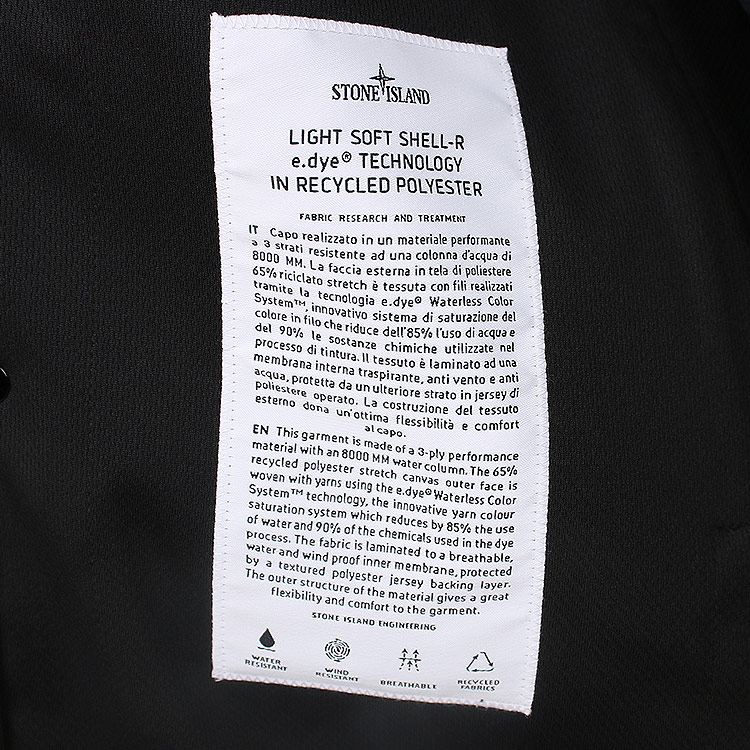 STONE ISLAND
LIGHT SOFT SHELL-R
e.dye® TECHNOLOGY
IN RECYCLED POLYESTER
FABRIC RESEARCH AND TREATMENT
IT Capo realizzato in un materiale performante
a 3 strati resistente ad una colonna d'acqua di
8000 MM. La faccia esterna in tela di poliestere
65% riciclato stretch è tessuta con fili realizzati
tramite la tecnologia e.dye® Waterless Color
System™, innovativo sistema di saturazione del
colore in filo che riduce dell'85% l'uso di acqua e
del 90% le sostanze chimiche utilizzate nel
processo di tintura. Il tessuto è laminato ad una
membrana interna traspirante, anti vento e anti
acqua, protetta da un ulteriore strato in jersey di
poliestere operato. La costruzione del tessuto
esterno dona un'ottima flessibilità e comfort
al capo.
EN This garment is made of a 3-ply performance
material with an 8000 MM water column. The 65%
recycled polyester stretch canvas outer face is
woven with yarns using the e.dye® Waterless Color
System™ technology, the innovative yarn colour
saturation system which reduces by 85% the use
of water and 90% of the chemicals used in the dye
process. The fabric is laminated to a breathable,
water and wind proof inner membrane, protected
by a textured polyester jersey backing layer.
The outer structure of the material gives a great
flexibility and comfort to the garment.
STONE ISLAND ENGINEERING
WATER
RESISTANT
WIND
RESISTANT
BREATHABLE
RECYCLED
FABRICS